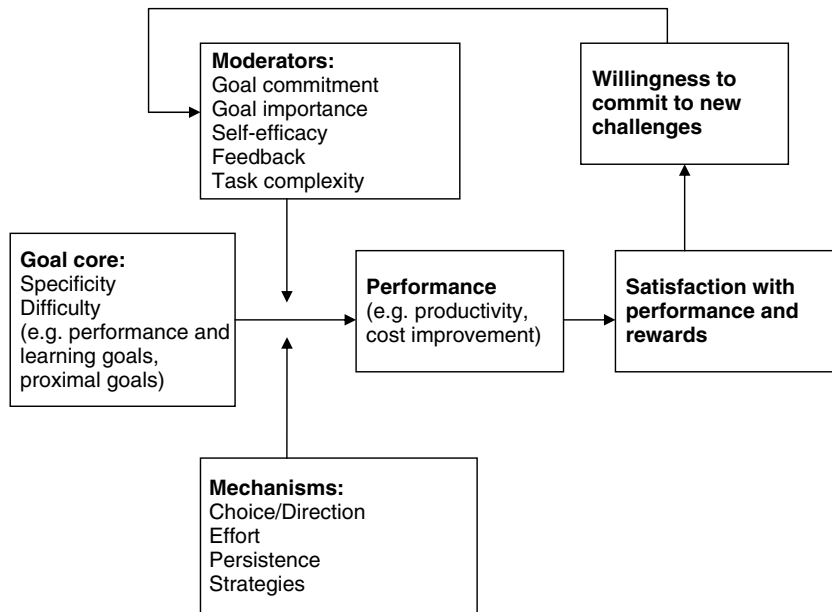 Moderators:
Goal commitment
Goal importance
Self-efficacy
Feedback
Task complexity
Willingness to
commit to new
challenges
Goal core:
Specificity
Difficulty
(e.g. performance and
learning goals,
proximal goals)
Performance
(e.g. productivity,
cost improvement)
Satisfaction with
performance and
rewards
Mechanisms:
Choice/Direction
Effort
Persistence
Strategies